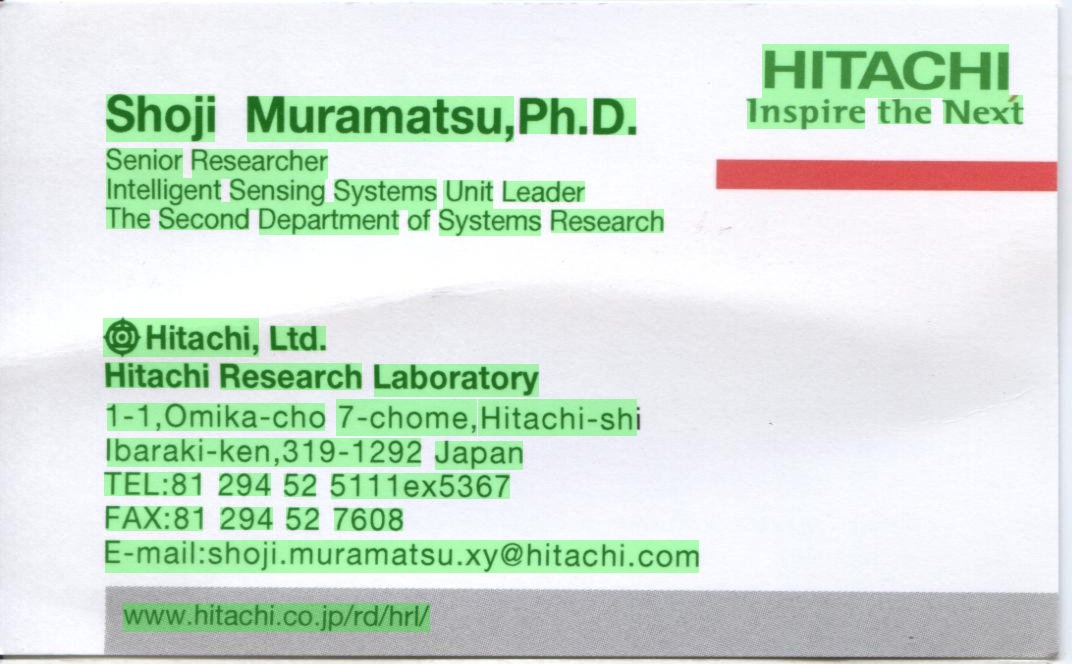 HITACHI
Inspire the Next
Shoji Muramatsu,Ph.D.
Senior Researcher
Intelligent Sensing Systems Unit Leader
The Second Department of Systems Research
Hitachi, Ltd.
Hitachi Research Laboratory
1-1,Omika-cho 7-chome,Hitachi-shi
Ibaraki-ken,319-1292 Japan
TEL:81 294 52 5111ex5367
FAX:81 294 52 7608
E-mail:shoji.muramatsu.xy@hitachi.com
www.hitachi.co.jp/rd/hrl/